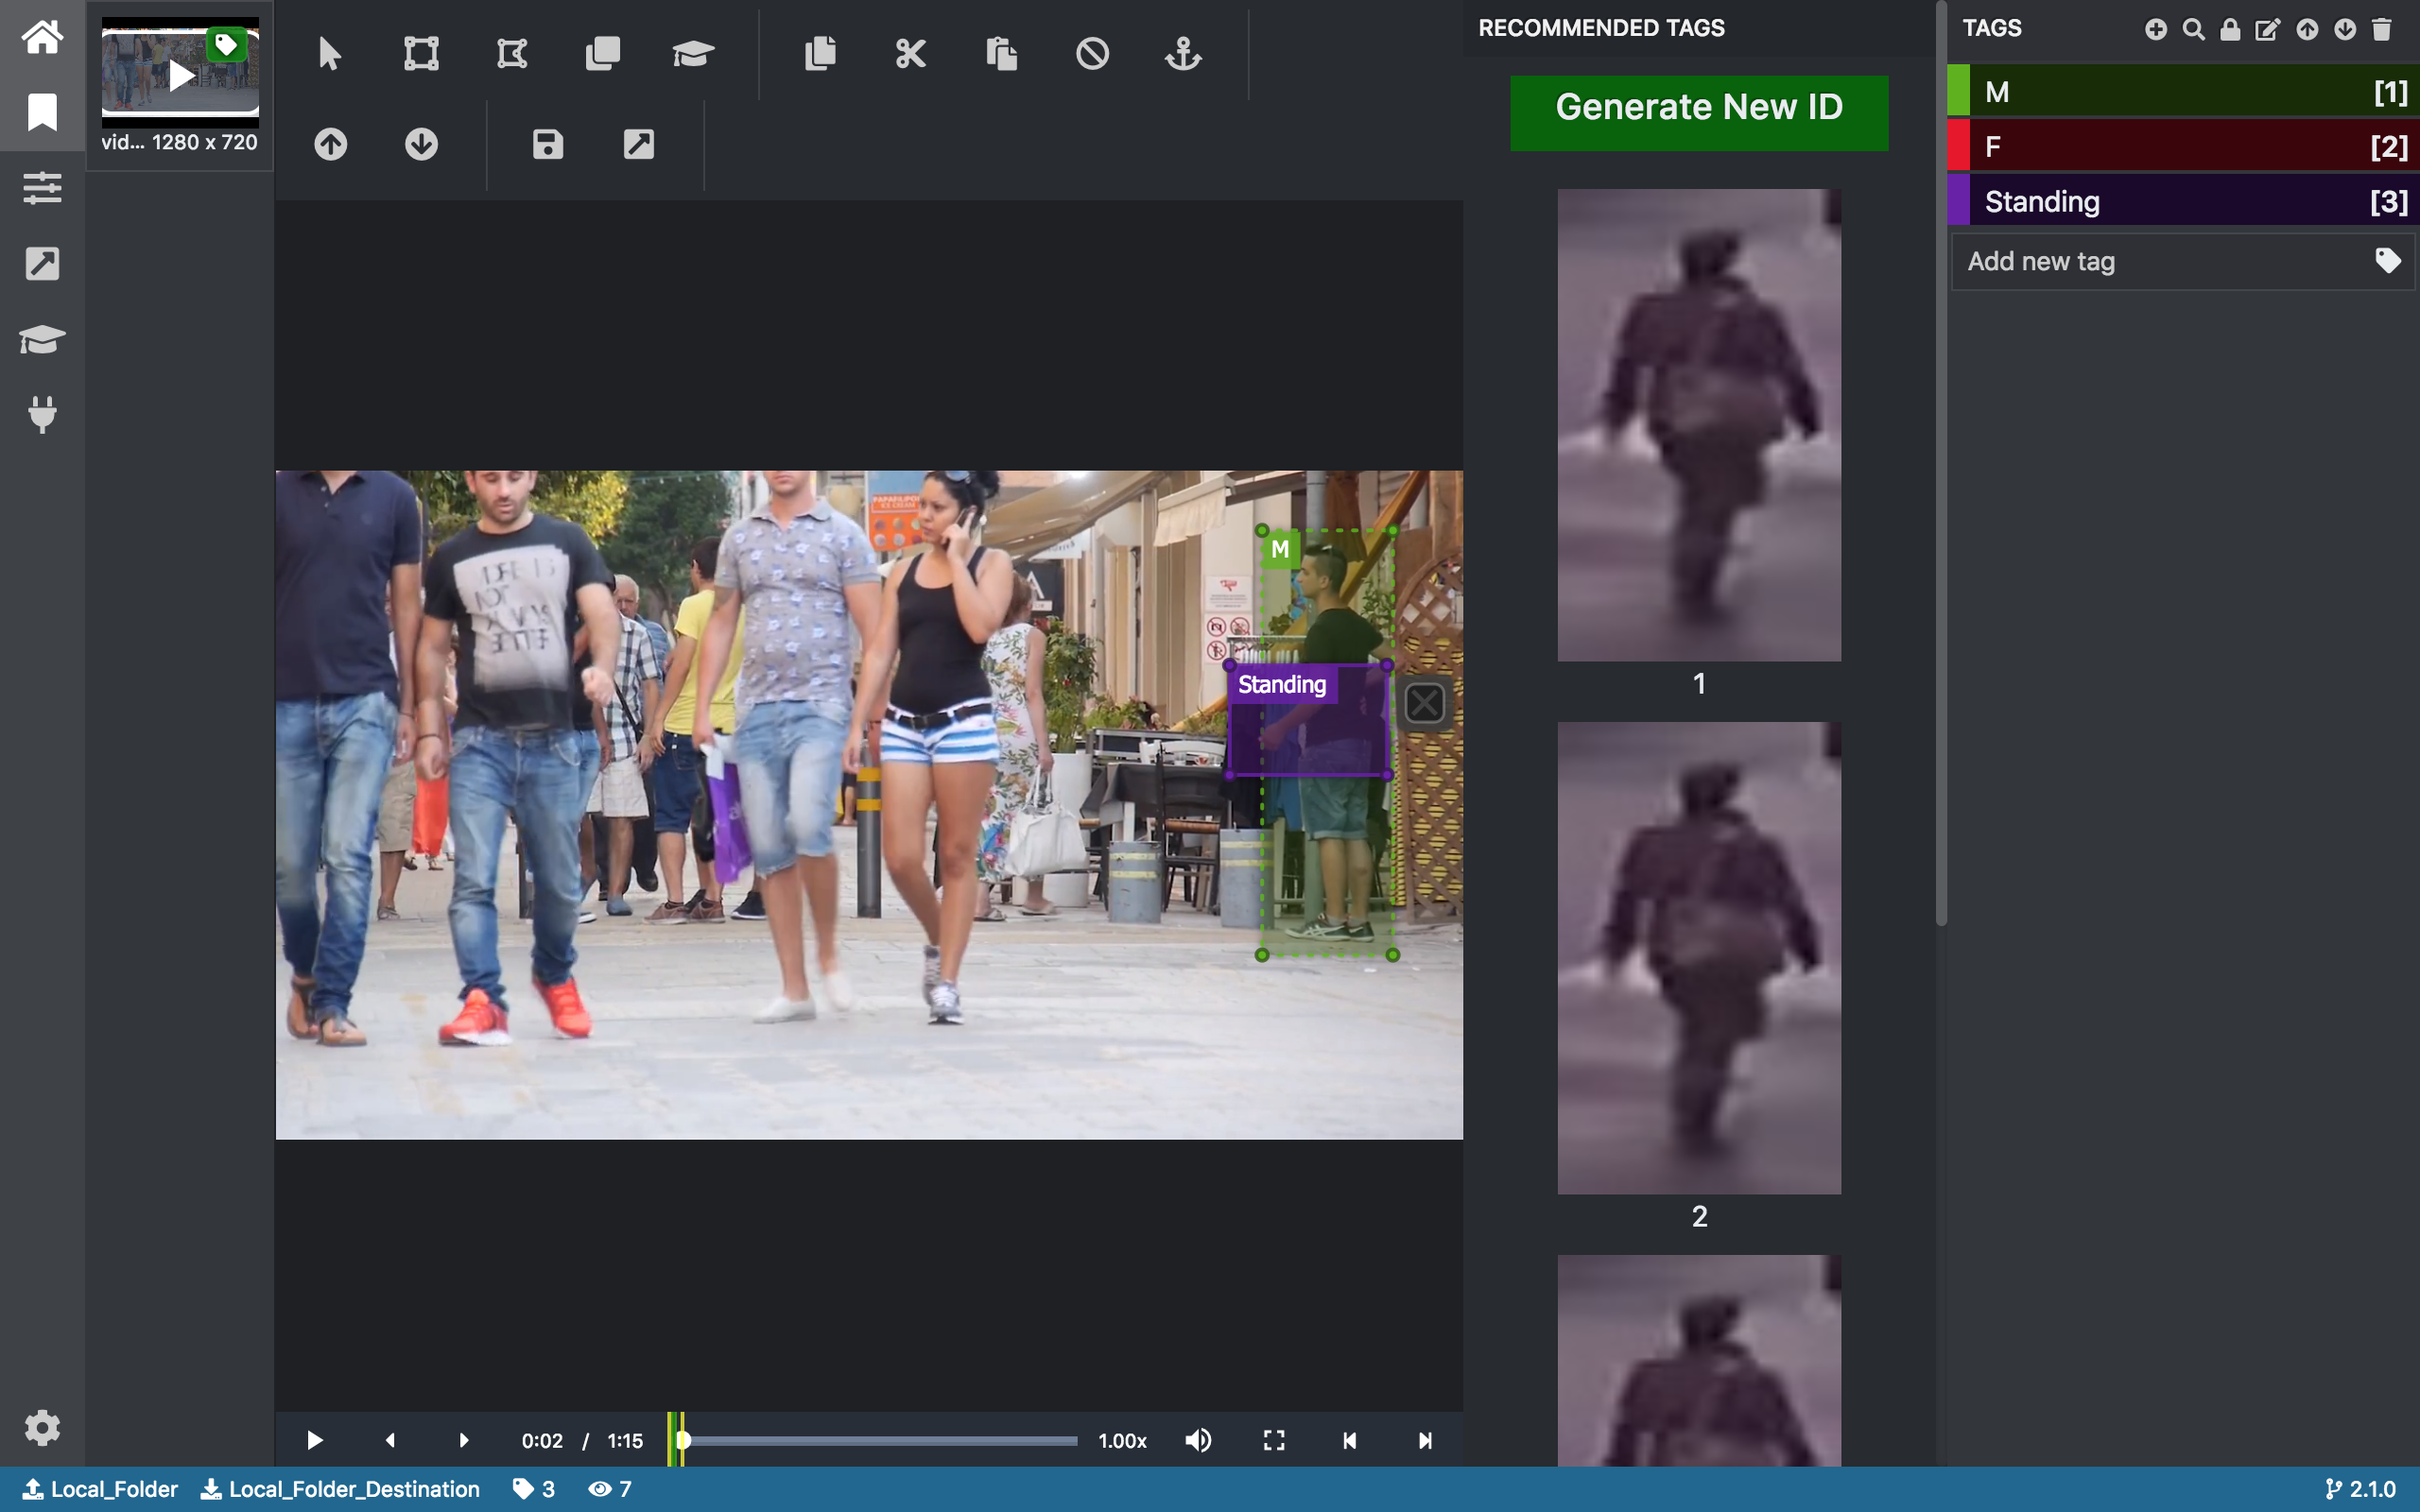 vid... 1280 x 720
RECOMMENDED TAGS
Generate New ID
1
2
TAGS
M [1]
F [2]
Standing [3]
Add new tag
M
Standing
0:02 / 1:15
1.00x
Local_Folder
Local_Folder_Destination
3
7
2.1.0